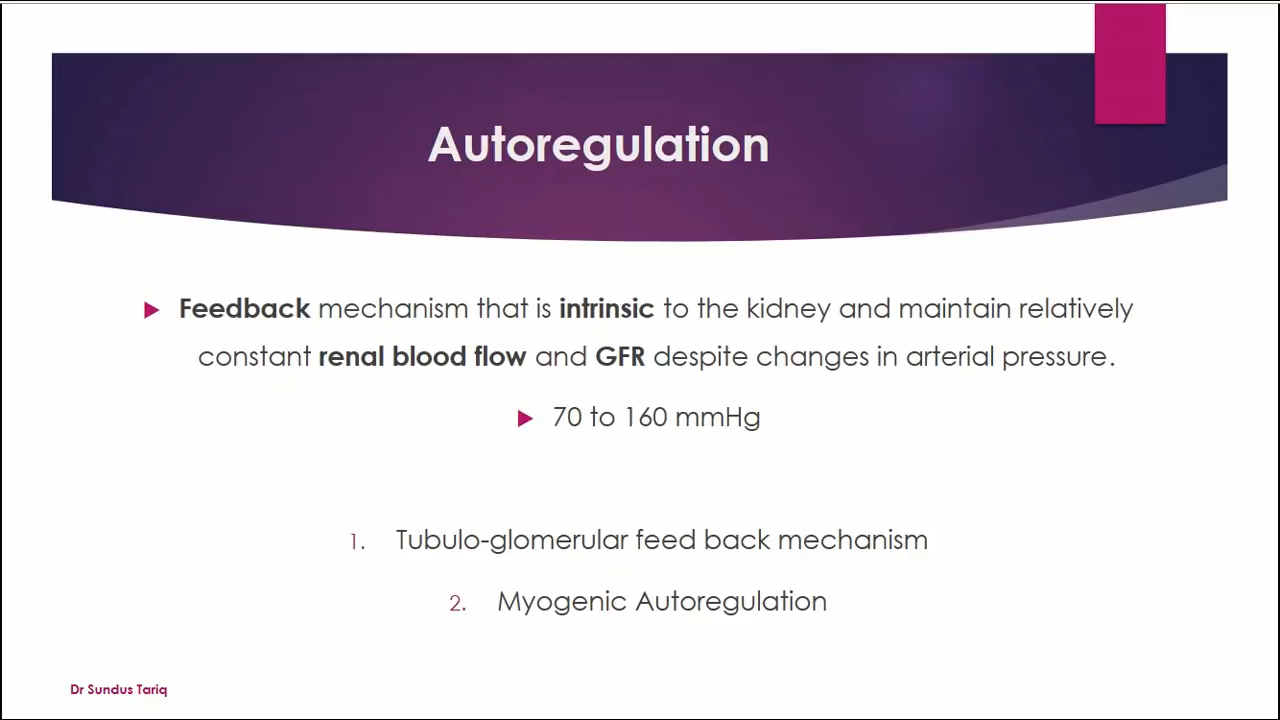 Autoregulation
Feedback mechanism that is intrinsic to the kidney and maintain relatively
constant renal blood flow and GFR despite changes in arterial pressure.
70 to 160 mmHg
1. Tubulo-glomerular feed back mechanism
2. Myogenic Autoregulation
Dr Sundus Tariq